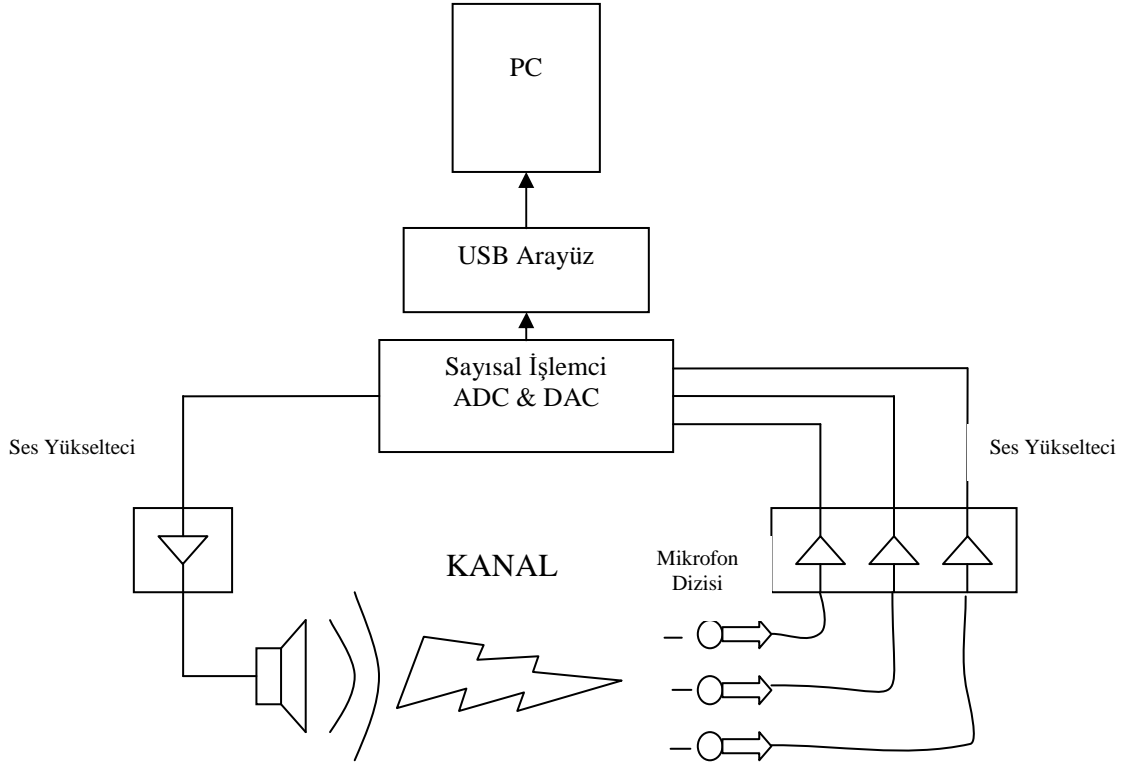 PC
USB Arayüz
Sayısal İşlemci
ADC & DAC
Ses Yükselteci
Ses Yükselteci
KANAL
Mikrofon
Dizisi